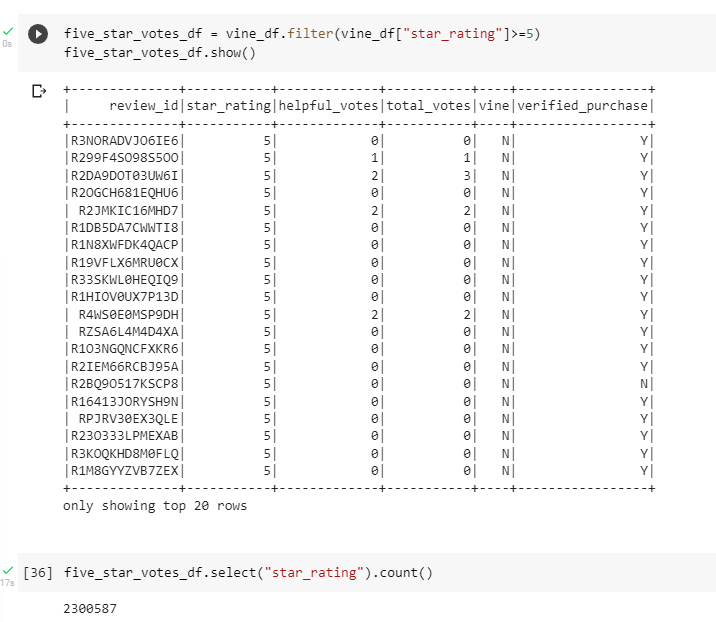 0s
five_star_votes_df = vine_df.filter(vine_df["star_rating"]>=5)
five_star_votes_df.show()
+--------------+-----------+-------------+-----------+----+-----------------+
|     review_id|star_rating|helpful_votes|total_votes|vine|verified_purchase|
+--------------+-----------+-------------+-----------+----+-----------------+
|R3NORADVJO6IE6|          5|            0|          0|   N|                Y|
|R299F4SO98S5OO|          5|            1|          1|   N|                Y|
|R2DA9DOT03UW6I|          5|            2|          3|   N|                Y|
|R2OGCH681EQHU6|          5|            0|          0|   N|                Y|
| R2JMKIC16MHD7|          5|            2|          2|   N|                Y|
|R1DB5DA7CWWTI8|          5|            0|          0|   N|                Y|
|R1N8XWFDK4QACP|          5|            0|          0|   N|                Y|
|R19VFLX6MRU0CX|          5|            0|          0|   N|                Y|
|R33SKWL0HEQIQ9|          5|            0|          0|   N|                Y|
|R1HIOV0UX7P13D|          5|            0|          0|   N|                Y|
| R4WS0E0MSP9DH|          5|            2|          2|   N|                Y|
| RZSA6L4M4D4XA|          5|            0|          0|   N|                Y|
|R1O3NGQNCFXKR6|          5|            0|          0|   N|                Y|
|R2IEM66RCBJ95A|          5|            0|          0|   N|                Y|
|R2BQ9O517KSCP8|          5|            0|          0|   N|                N|
|R16413JORYSH9N|          5|            0|          0|   N|                Y|
| RPJRV30EX3QLE|          5|            0|          0|   N|                Y|
|R23O333LPMEXAB|          5|            0|          0|   N|                Y|
|R3KOQKHD8M0FLQ|          5|            0|          0|   N|                Y|
|R1M8GYYZVB7ZEX|          5|            0|          0|   N|                Y|
+--------------+-----------+-------------+-----------+----+-----------------+
only showing top 20 rows
[36] five_star_votes_df.select("star_rating").count()
17s
2300587